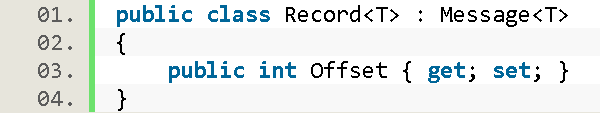 01. public class Record<T> : Message<T>
02. {
03.     public int Offset { get; set; }
04. }